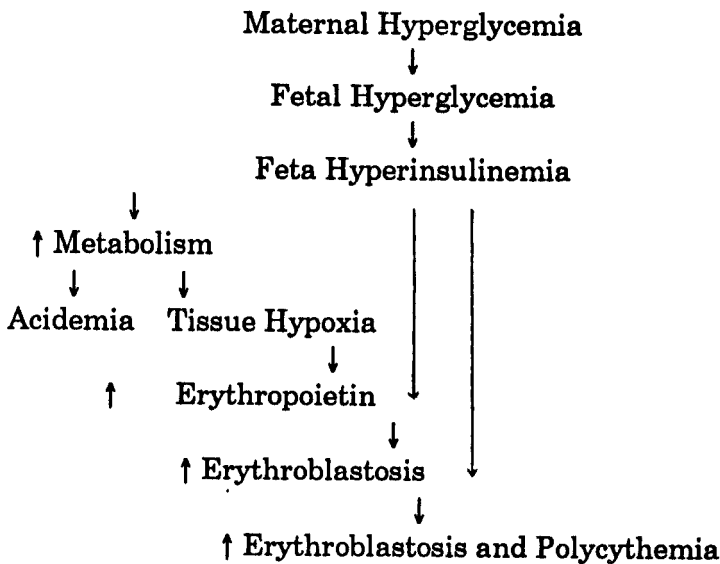 Maternal Hyperglycemia
↓
Fetal Hyperglycemia
↓
Feta Hyperinsulinemia
↓
↑ Metabolism
↓ ↓
Acidemia Tissue Hypoxia
↓
↑ Erythropoietin
↓
↑ Erythroblastosis
↓
↑ Erythroblastosis and Polycythemia